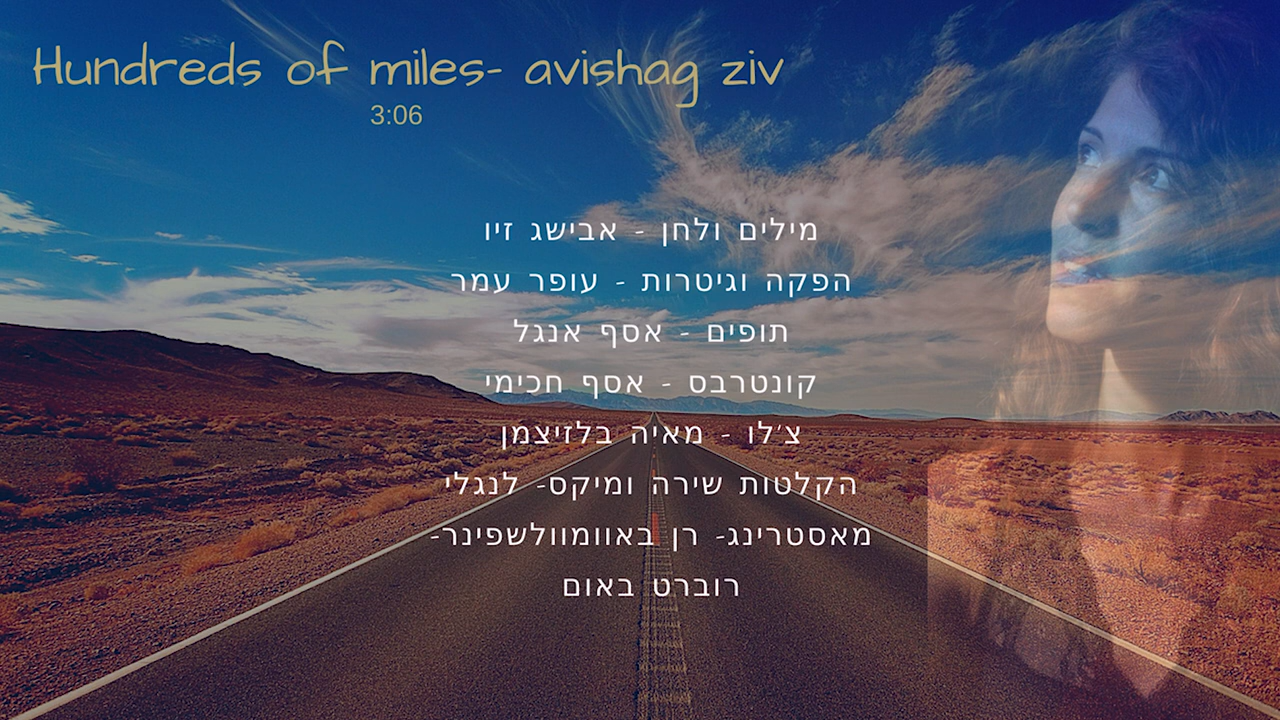 Hundreds of miles- avishag ziv
3:06
מילים ולחן - אבישג זיו
הפקה וגיטרות - עופר עמר
תופים - אסף אנגל
קונטרבס - אסף חכימי
צ'לו - מאיה בלזיצמן
הקלטות שירה ומיקס- לנגלי
מאסטרינג- רן באוומוולשפינר-
רוברט באום